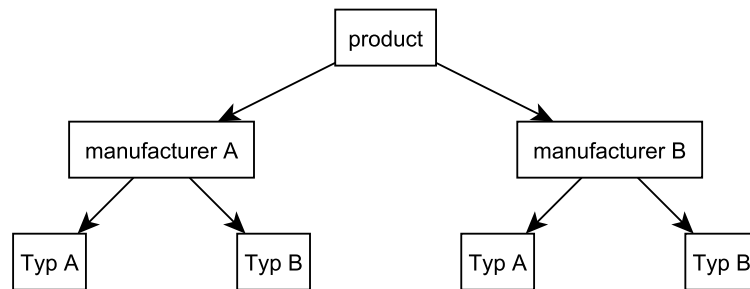 product
manufacturer A
manufacturer B
Typ A
Typ B
Typ A
Typ B